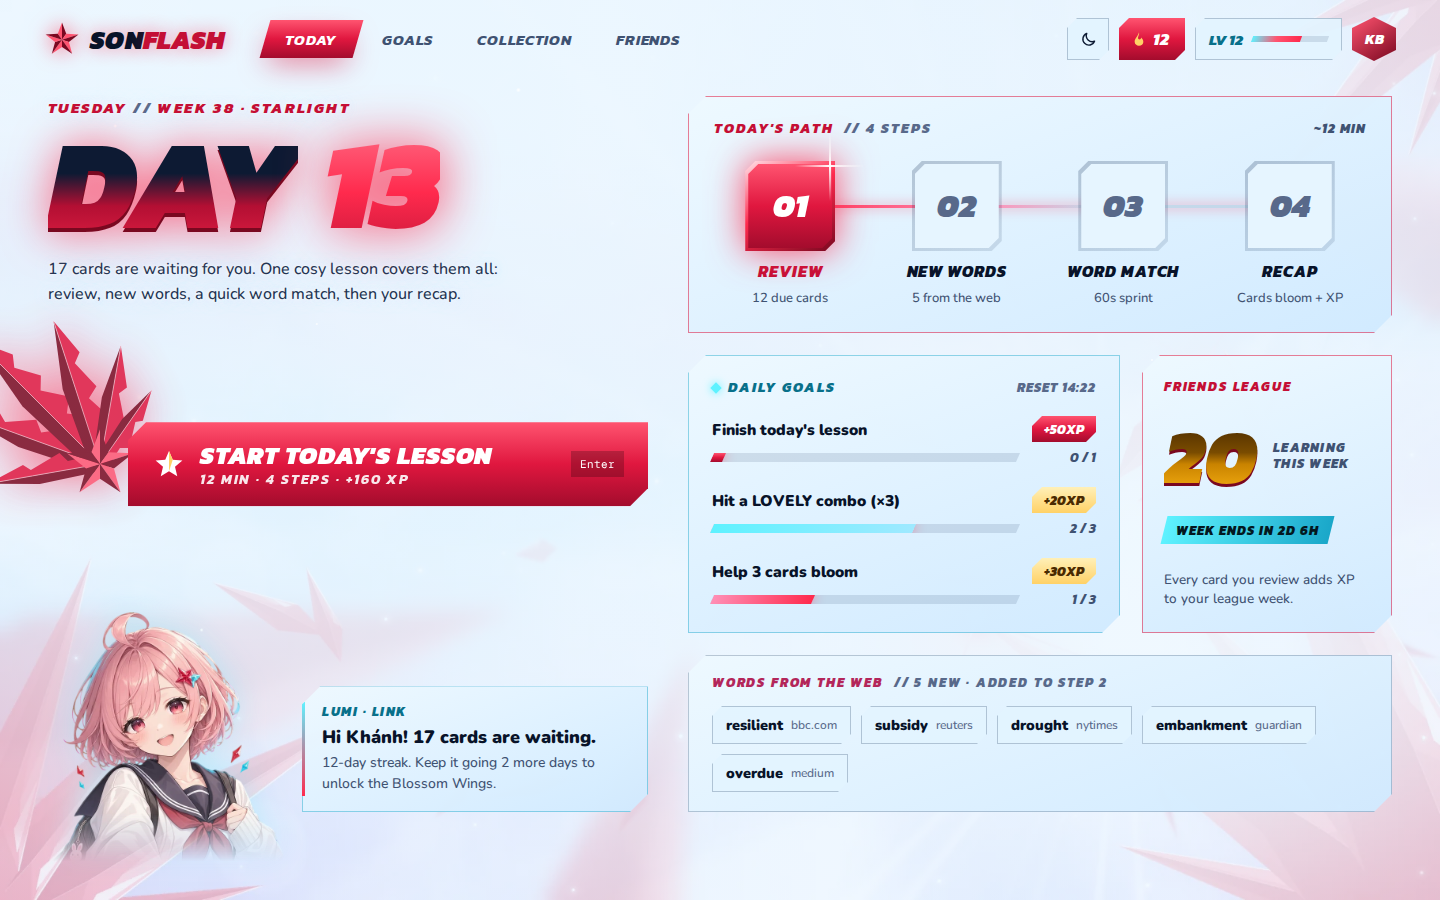 SONFLASH
TODAY
GOALS
COLLECTION
FRIENDS
12
LV 12
KB
TUESDAY // WEEK 38 · STARLIGHT
DAY 13
17 cards are waiting for you. One cosy lesson covers them all:
review, new words, a quick word match, then your recap.
START TODAY'S LESSON
12 MIN · 4 STEPS · +160 XP
Enter
LUMI · LINK
Hi Khánh! 17 cards are waiting.
12-day streak. Keep it going 2 more days to
unlock the Blossom Wings.
TODAY'S PATH // 4 STEPS
~12 MIN
01
02
03
04
REVIEW
NEW WORDS
WORD MATCH
RECAP
12 due cards
5 from the web
60s sprint
Cards bloom + XP
DAILY GOALS
RESET 14:22
Finish today's lesson
+50XP
0 / 1
Hit a LOVELY combo (×3)
+20XP
2 / 3
Help 3 cards bloom
+30XP
1 / 3
FRIENDS LEAGUE
20
LEARNING
THIS WEEK
WEEK ENDS IN 2D 6H
Every card you review adds XP
to your league week.
WORDS FROM THE WEB // 5 NEW · ADDED TO STEP 2
resilient bbc.com
subsidy reuters
drought nytimes
embankment guardian
overdue medium